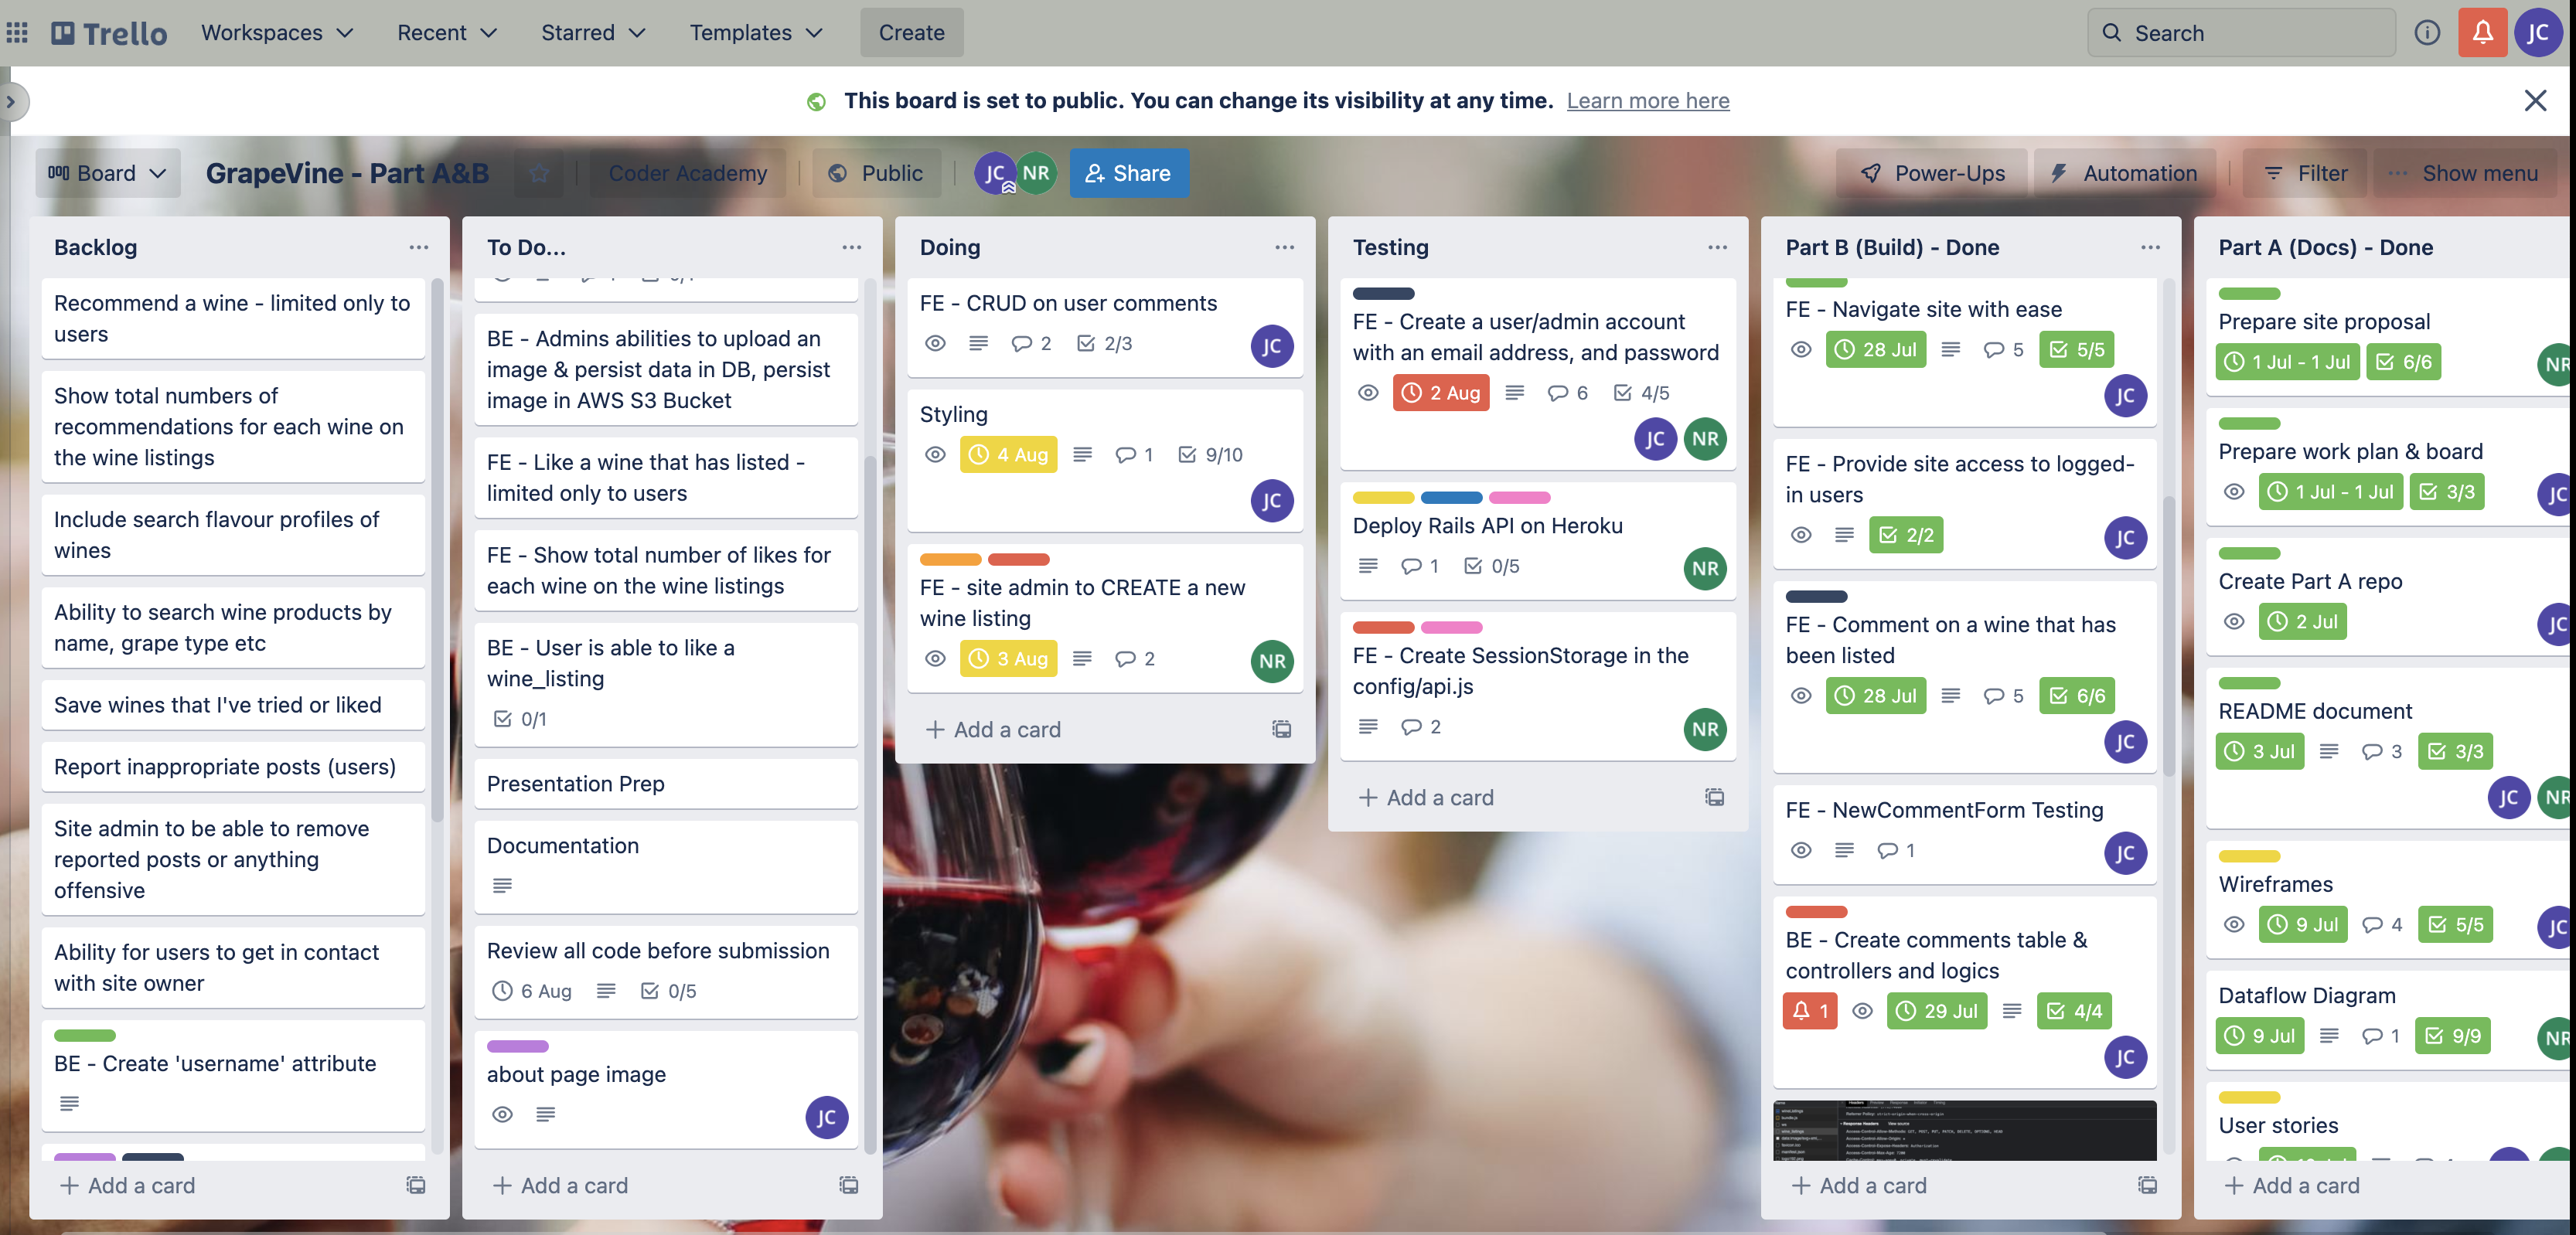 Trello
Workspaces
Recent
Starred
Templates
Create
Search
JC
This board is set to public. You can change its visibility at any time. Learn more here
Board
GrapeVine - Part A&B
Coder Academy
Public
JC
NR
Share
Power-Ups
Automation
Filter
Show menu
Backlog
Recommend a wine - limited only to
users
Show total numbers of
recommendations for each wine on
the wine listings
Include search flavour profiles of
wines
Ability to search wine products by
name, grape type etc
Save wines that I've tried or liked
Report inappropriate posts (users)
Site admin to be able to remove
reported posts or anything
offensive
Ability for users to get in contact
with site owner
BE - Create 'username' attribute
Add a card
To Do...
BE - Admins abilities to upload an
image & persist data in DB, persist
image in AWS S3 Bucket
FE - Like a wine that has listed -
limited only to users
FE - Show total number of likes for
each wine on the wine listings
BE - User is able to like a
wine_listing
0/1
Presentation Prep
Documentation
Review all code before submission
6 Aug 0/5
about page image
JC
Add a card
Doing
FE - CRUD on user comments
2 2/3
JC
Styling
4 Aug 1 9/10
JC
FE - site admin to CREATE a new
wine listing
3 Aug 2
NR
Add a card
Testing
FE - Create a user/admin account
with an email address, and password
2 Aug 6 4/5
JC NR
Deploy Rails API on Heroku
1 0/5
NR
FE - Create SessionStorage in the
config/api.js
2
NR
Add a card
Part B (Build) - Done
FE - Navigate site with ease
28 Jul 5 5/5
JC
FE - Provide site access to logged-
in users
2/2
JC
FE - Comment on a wine that has
been listed
28 Jul 5 6/6
JC
FE - NewCommentForm Testing
1
JC
BE - Create comments table &
controllers and logics
1 29 Jul 4/4
JC
Add a card
Part A (Docs) - Done
Prepare site proposal
1 Jul - 1 Jul 6/6
NR
Prepare work plan & board
1 Jul - 1 Jul 3/3
JC
Create Part A repo
2 Jul
JC
README document
3 Jul 3 3/3
JC NR
Wireframes
9 Jul 4 5/5
JC
Dataflow Diagram
9 Jul 1 9/9
NR
User stories
Add a card